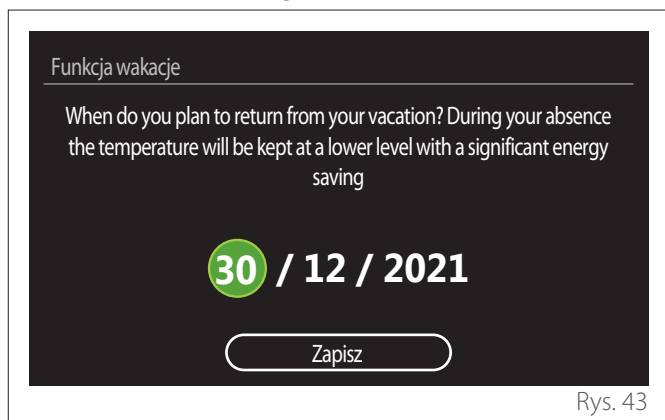 Funkcja wakacje
When do you plan to return from your vacation? During your absence
the temperature will be kept at a lower level with a significant energy
saving
30 / 12 / 2021
Zapisz
Rys. 43